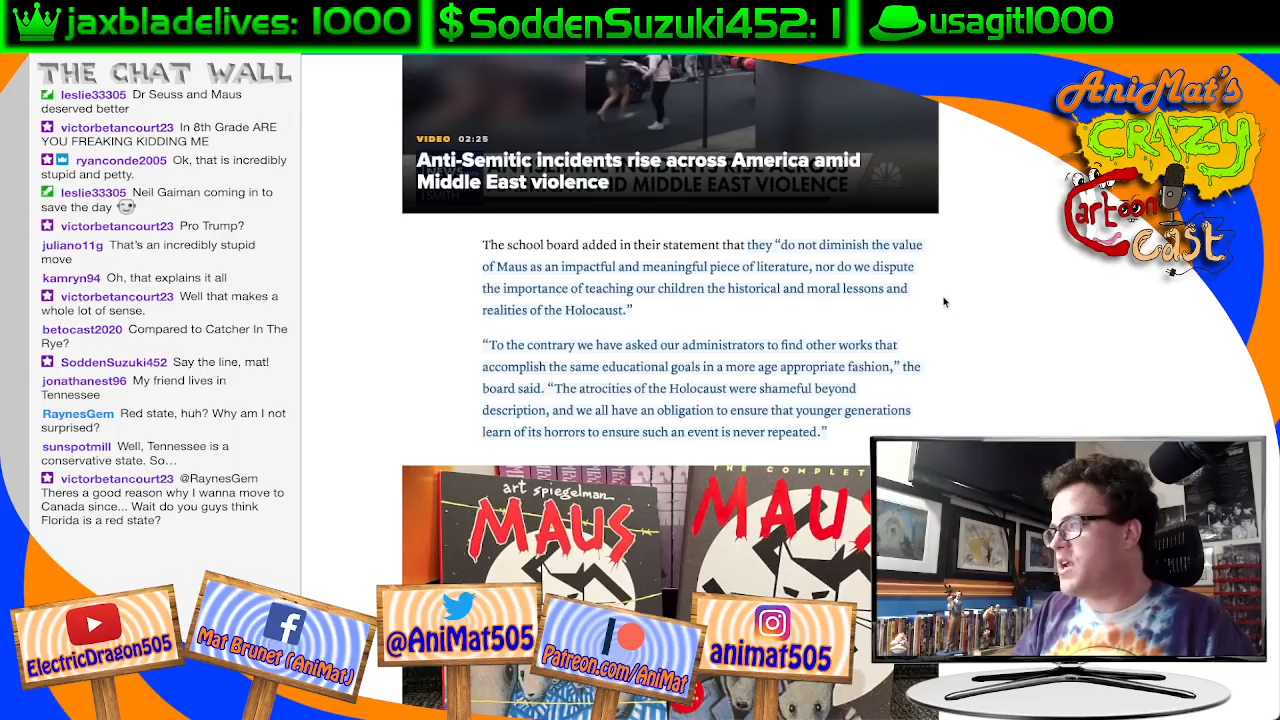 jaxbladelives: 1000
$ SoddenSuzuki452: 1
usagit1000
THE CHAT WALL
leslie33305 Dr Seuss and Maus
deserved better
victorbetancourt23 In 8th Grade ARE
YOU FREAKING KIDDING ME
ryanconde2005 Ok, that is incredibly
stupid and petty.
leslie33305 Neil Gaiman coming in to
save the day
victorbetancourt23 Pro Trump?
juliano11g That's an incredibly stupid
move
kamryn94 Oh, that explains it all
victorbetancourt23 Well that makes a
whole lot of sense.
betocast2020 Compared to Catcher In The
Rye?
SoddenSuzuki452 Say the line, mat!
jonathanest96 My friend lives in
Tennessee
RaynesGem Red state, huh? Why am I not
surprised?
sunspotmill Well, Tennessee is a
conservative state. So…
victorbetancourt23 @RaynesGem
Theres a good reason why I wanna move to
Canada since... Wait do you guys think
Florida is a red state?
VIDEO 02:25
Anti-Semitic incidents rise across America amid
Middle East violence
MIDDLE EAST VIOLENCE
The school board added in their statement that they “do not diminish the value
of Maus as an impactful and meaningful piece of literature, nor do we dispute
the importance of teaching our children the historical and moral lessons and
realities of the Holocaust.”
“To the contrary we have asked our administrators to find other works that
accomplish the same educational goals in a more age appropriate fashion,” the
board said. “The atrocities of the Holocaust were shameful beyond
description, and we all have an obligation to ensure that younger generations
learn of its horrors to ensure such an event is never repeated.”
art spiegelman
MAUS
THE COMPLET
MAUS
AniMat's
CRAZY
Cartoon
Cast
ElectricDragon505
Mat Brunet (AniMat)
@AniMat505
Patreon.com/AniMat
animat505